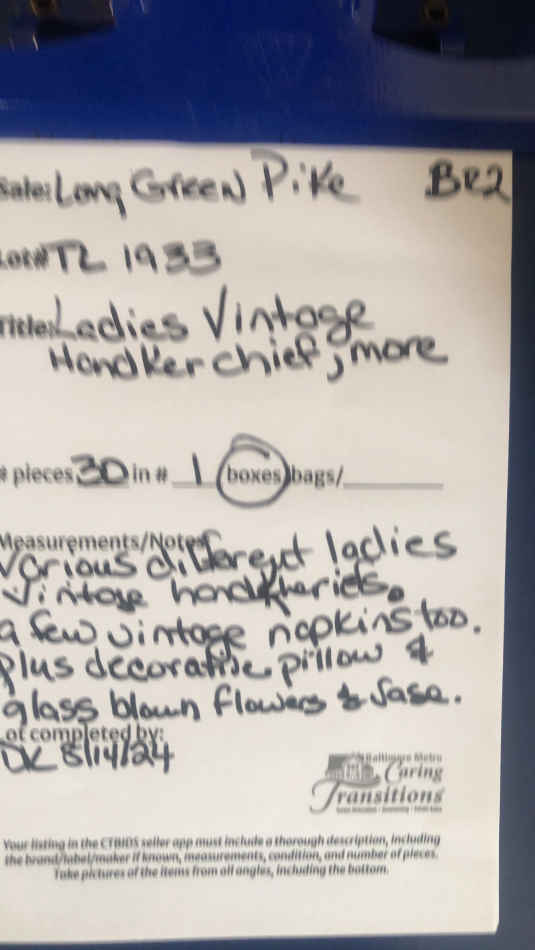 Sale: Long Green Pike BR2
Lot# TL 1933
Title: Ladies Vintage
Handkerchief, more
# pieces 30 in # 1 boxes bags/
Measurements/Notes
Various different ladies
Vintage
a few vintage napkins too.
plus decorative pillow &
glass blown flowers & Vase.
ot completed by:
DK 8/14/24
Baltimore Metro
Caring
Transitions
Your listing in the CTBIDS seller app must include a thorough description, including
the brand/label/maker if known, measurements, condition, and number of pieces.
Take pictures of the items from all angles, including the bottom.